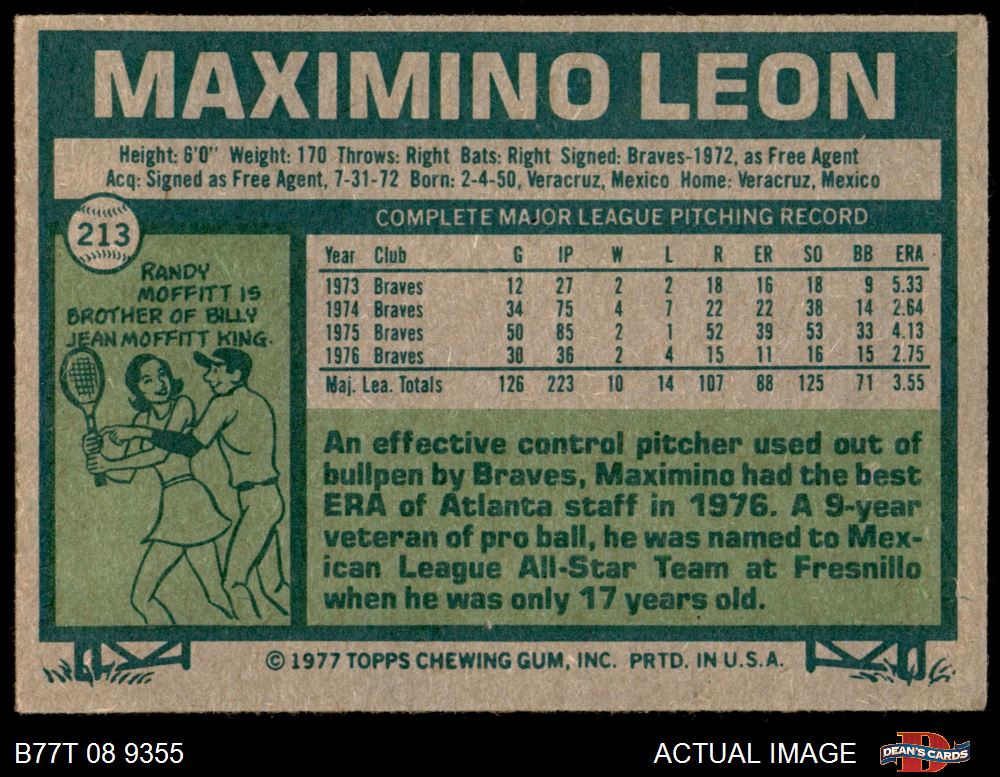 MAXIMINO LEON
Height: 6'0" Weight: 170 Throws: Right Bats: Right Signed: Braves-1972, as Free Agent
Acq: Signed as Free Agent, 7-31-72 Born: 2-4-50, Veracruz, Mexico Home: Veracruz, Mexico
213
RANDY
MOFFITT IS
BROTHER OF BILLY
JEAN MOFFITT KING.
COMPLETE MAJOR LEAGUE PITCHING RECORD
Year Club G IP W L R ER SO BB ERA
1973 Braves 12 27 2 2 18 16 18 9 5.33
1974 Braves 34 75 4 7 22 22 38 14 2.64
1975 Braves 50 85 2 1 52 39 53 33 4.13
1976 Braves 30 36 2 4 15 11 16 15 2.75
Maj. Lea. Totals 126 223 10 14 107 88 125 71 3.55
An effective control pitcher used out of
bullpen by Braves, Maximino had the best
ERA of Atlanta staff in 1976. A 9-year
veteran of pro ball, he was named to Mex-
ican League All-Star Team at Fresnillo
when he was only 17 years old.
© 1977 TOPPS CHEWING GUM, INC. PRTD. IN U.S.A.
B77T 08 9355
ACTUAL IMAGE
DEAN'S CARDS